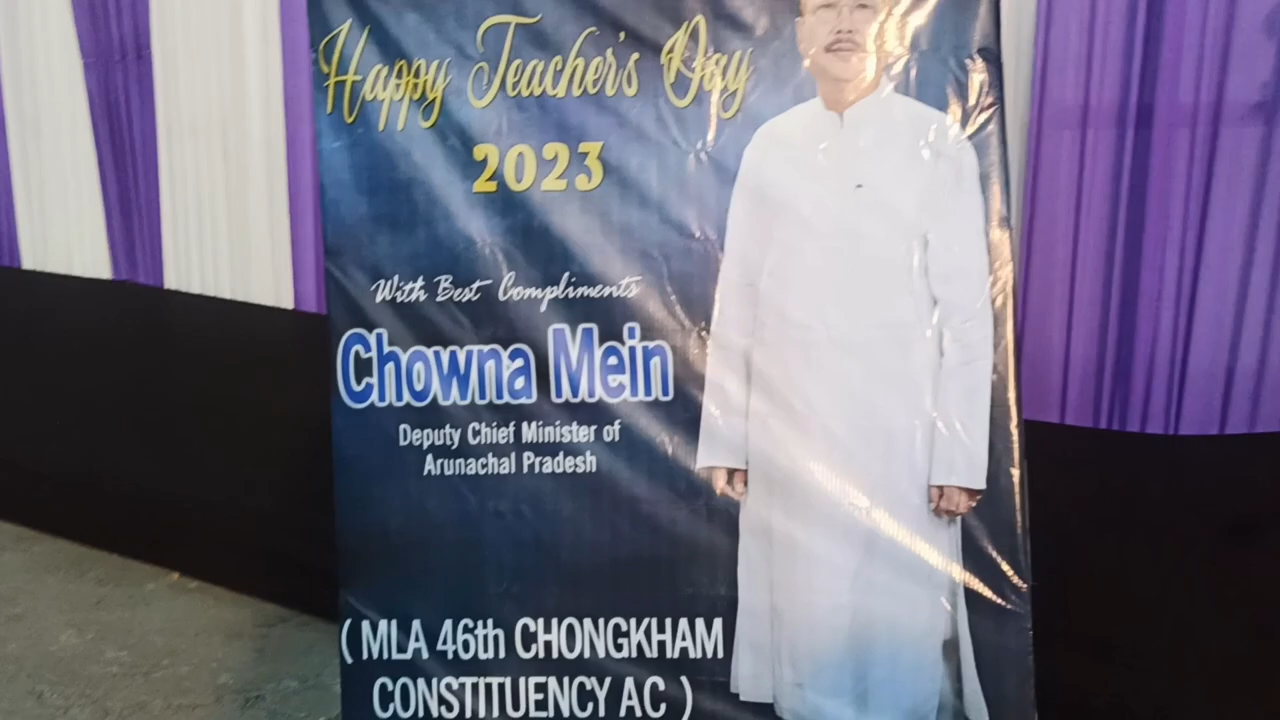 Happy Teacher's Day
2023
With Best Compliments
Chowna Mein
Deputy Chief Minister of
Arunachal Pradesh
( MLA 46th CHONGKHAM
CONSTITUENCY AC )